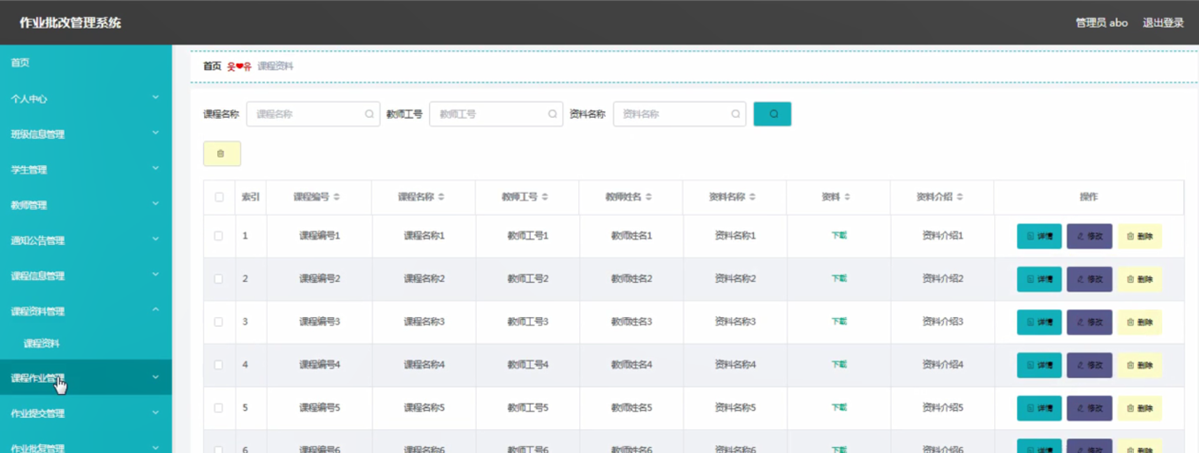 作业批改管理系统 管理员 abo 退出登录
首页
个人中心
班级信息管理
学生管理
教师管理
通知公告管理
课程信息管理
课程资料管理
课程资料
课程作业管理
作业提交管理
作业批复管理
首页 课程资料
课程名称 课程名称 教师工号 教师工号 资料名称 资料名称
索引 课程编号 课程名称 教师工号 教师姓名 资料名称 资料 资料介绍 操作
1 课程编号1 课程名称1 教师工号1 教师姓名1 资料名称1 下载 资料介绍1 详情 修改 删除
2 课程编号2 课程名称2 教师工号2 教师姓名2 资料名称2 下载 资料介绍2 详情 修改 删除
3 课程编号3 课程名称3 教师工号3 教师姓名3 资料名称3 下载 资料介绍3 详情 修改 删除
4 课程编号4 课程名称4 教师工号4 教师姓名4 资料名称4 下载 资料介绍4 详情 修改 删除
5 课程编号5 课程名称5 教师工号5 教师姓名5 资料名称5 下载 资料介绍5 详情 修改 删除
6 课程编号6 课程名称6 教师工号6 教师姓名6 资料名称6 下载 资料介绍6 详情 修改 删除